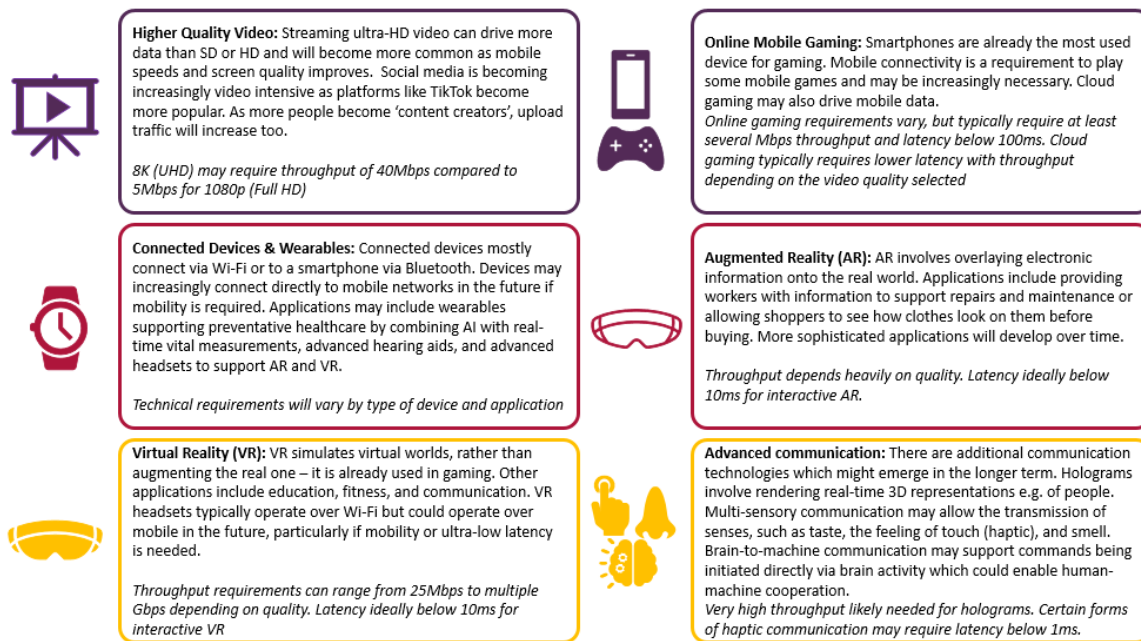 Higher Quality Video: Streaming ultra-HD video can drive more
data than SD or HD and will become more common as mobile
speeds and screen quality improves.  Social media is becoming
increasingly video intensive as platforms like TikTok become
more popular. As more people become ‘content creators’, upload
traffic will increase too.
8K (UHD) may require throughput of 40Mbps compared to
5Mbps for 1080p (Full HD)
Online Mobile Gaming: Smartphones are already the most used
device for gaming. Mobile connectivity is a requirement to play
some mobile games and may be increasingly necessary. Cloud
gaming may also drive mobile data.
Online gaming requirements vary, but typically require at least
several Mbps throughput and latency below 100ms. Cloud
gaming typically requires lower latency with throughput
depending on the video quality selected
Connected Devices & Wearables: Connected devices mostly
connect via Wi-Fi or to a smartphone via Bluetooth. Devices may
increasingly connect directly to mobile networks in the future if
mobility is required. Applications may include wearables
supporting preventative healthcare by combining AI with real-
time vital measurements, advanced hearing aids, and advanced
headsets to support AR and VR.
Technical requirements will vary by type of device and application
Augmented Reality (AR): AR involves overlaying electronic
information onto the real world. Applications include providing
workers with information to support repairs and maintenance or
allowing shoppers to see how clothes look on them before
buying. More sophisticated applications will develop over time.
Throughput depends heavily on quality. Latency ideally below
10ms for interactive AR.
Virtual Reality (VR): VR simulates virtual worlds, rather than
augmenting the real one – it is already used in gaming. Other
applications include education, fitness, and communication. VR
headsets typically operate over Wi-Fi but could operate over
mobile in the future, particularly if mobility or ultra-low latency
is needed.
Throughput requirements can range from 25Mbps to multiple
Gbps depending on quality. Latency ideally below 10ms for
interactive VR
Advanced communication: There are additional communication
technologies which might emerge in the longer term. Holograms
involve rendering real-time 3D representations e.g. of people.
Multi-sensory communication may allow the transmission of
senses, such as taste, the feeling of touch (haptic), and smell.
Brain-to-machine communication may support commands being
initiated directly via brain activity which could enable human-
machine cooperation.
Very high throughput likely needed for holograms. Certain forms
of haptic communication may require latency below 1ms.